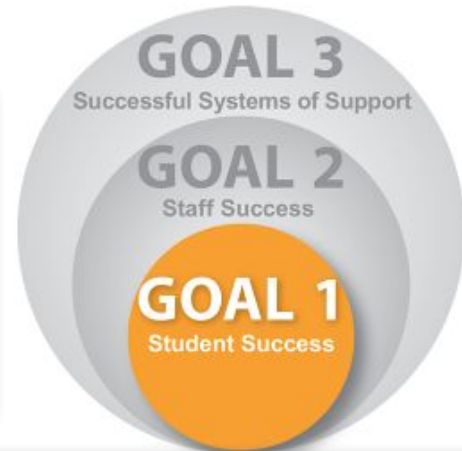 GOAL 3
Successful Systems of Support
GOAL 2
Staff Success
GOAL 1
Student Success